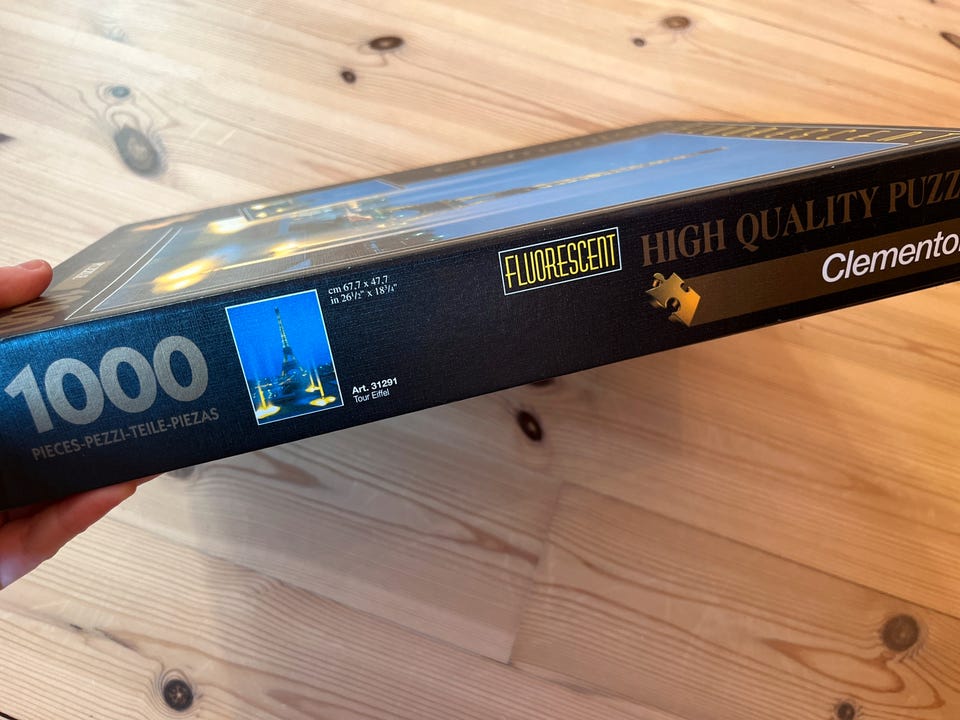 1000
PIECES-PEZZI-TEILE-PIEZAS
cm 67.7 x 47.7
in 26½" x 18¾"
Art. 31291
Tour Eiffel
FLUORESCENT
HIGH QUALITY PUZZ
Clemento